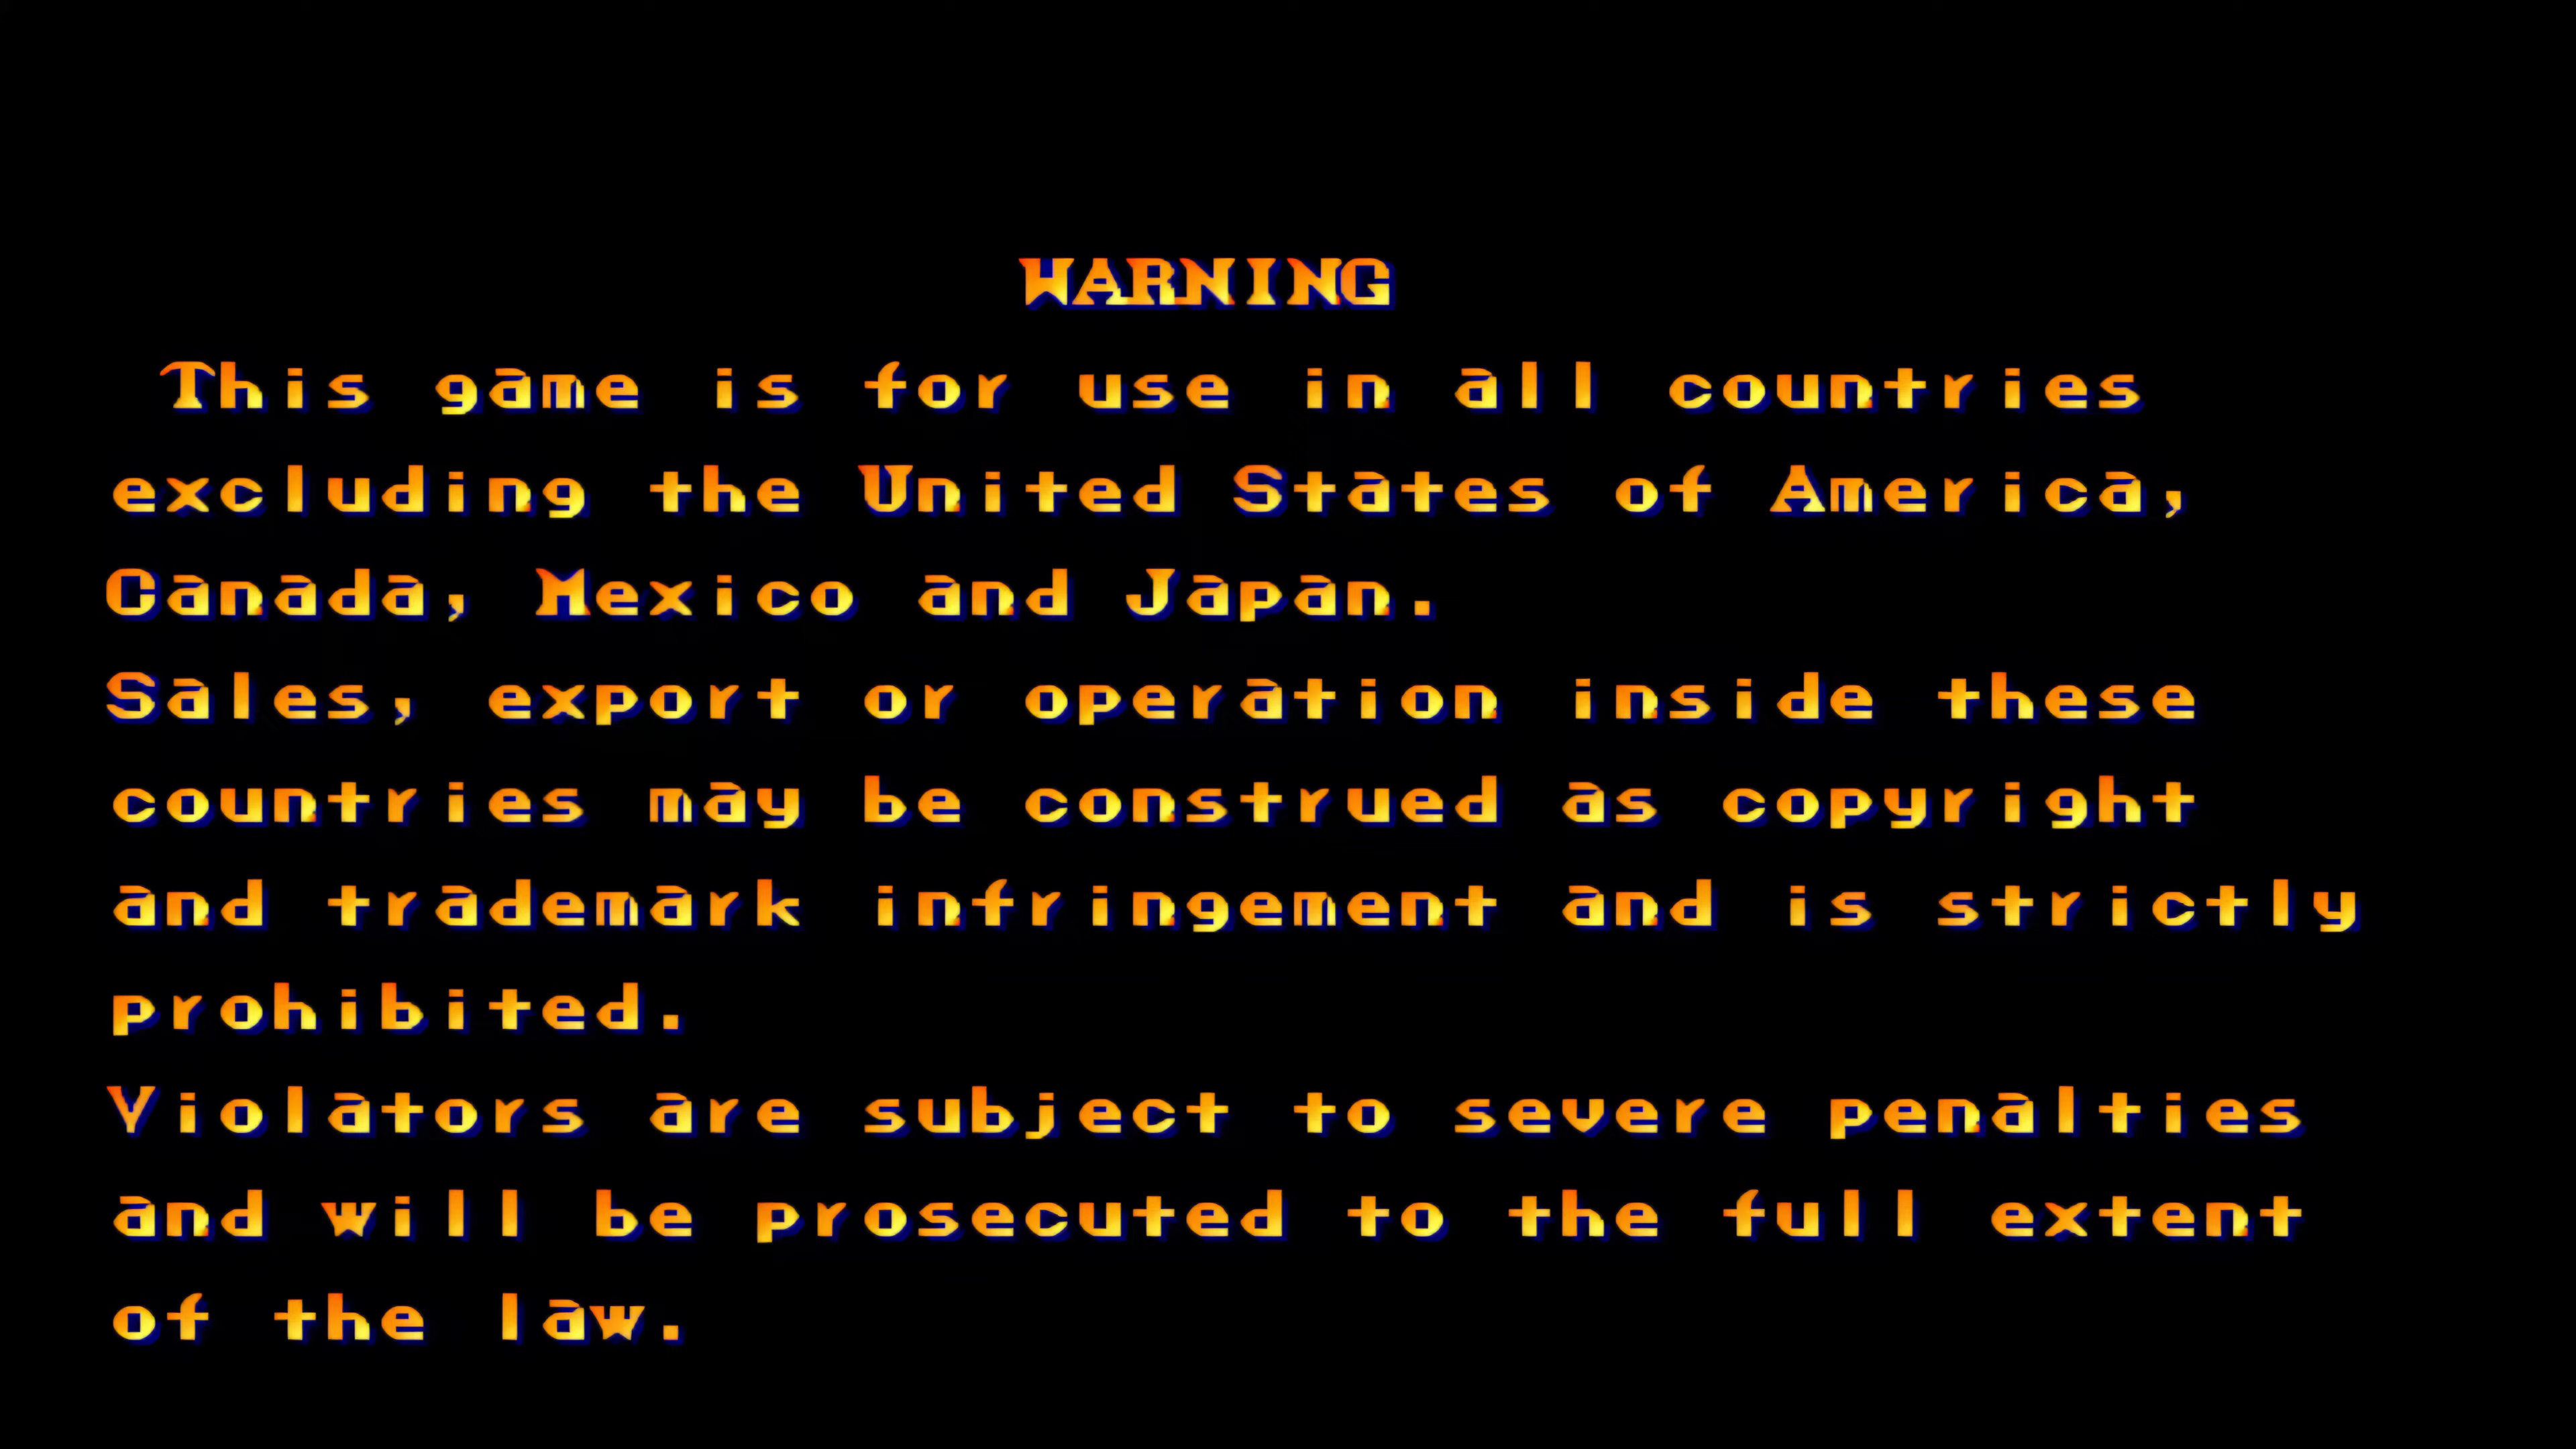 WARNING
This game is for use in all countries
excluding the United States of America,
Canada, Mexico and Japan.
Sales, export or operation inside these
countries may be construed as copyright
and trademark infringement and is strictly
prohibited.
Violators are subject to severe penalties
and will be prosecuted to the full extent
of the law.